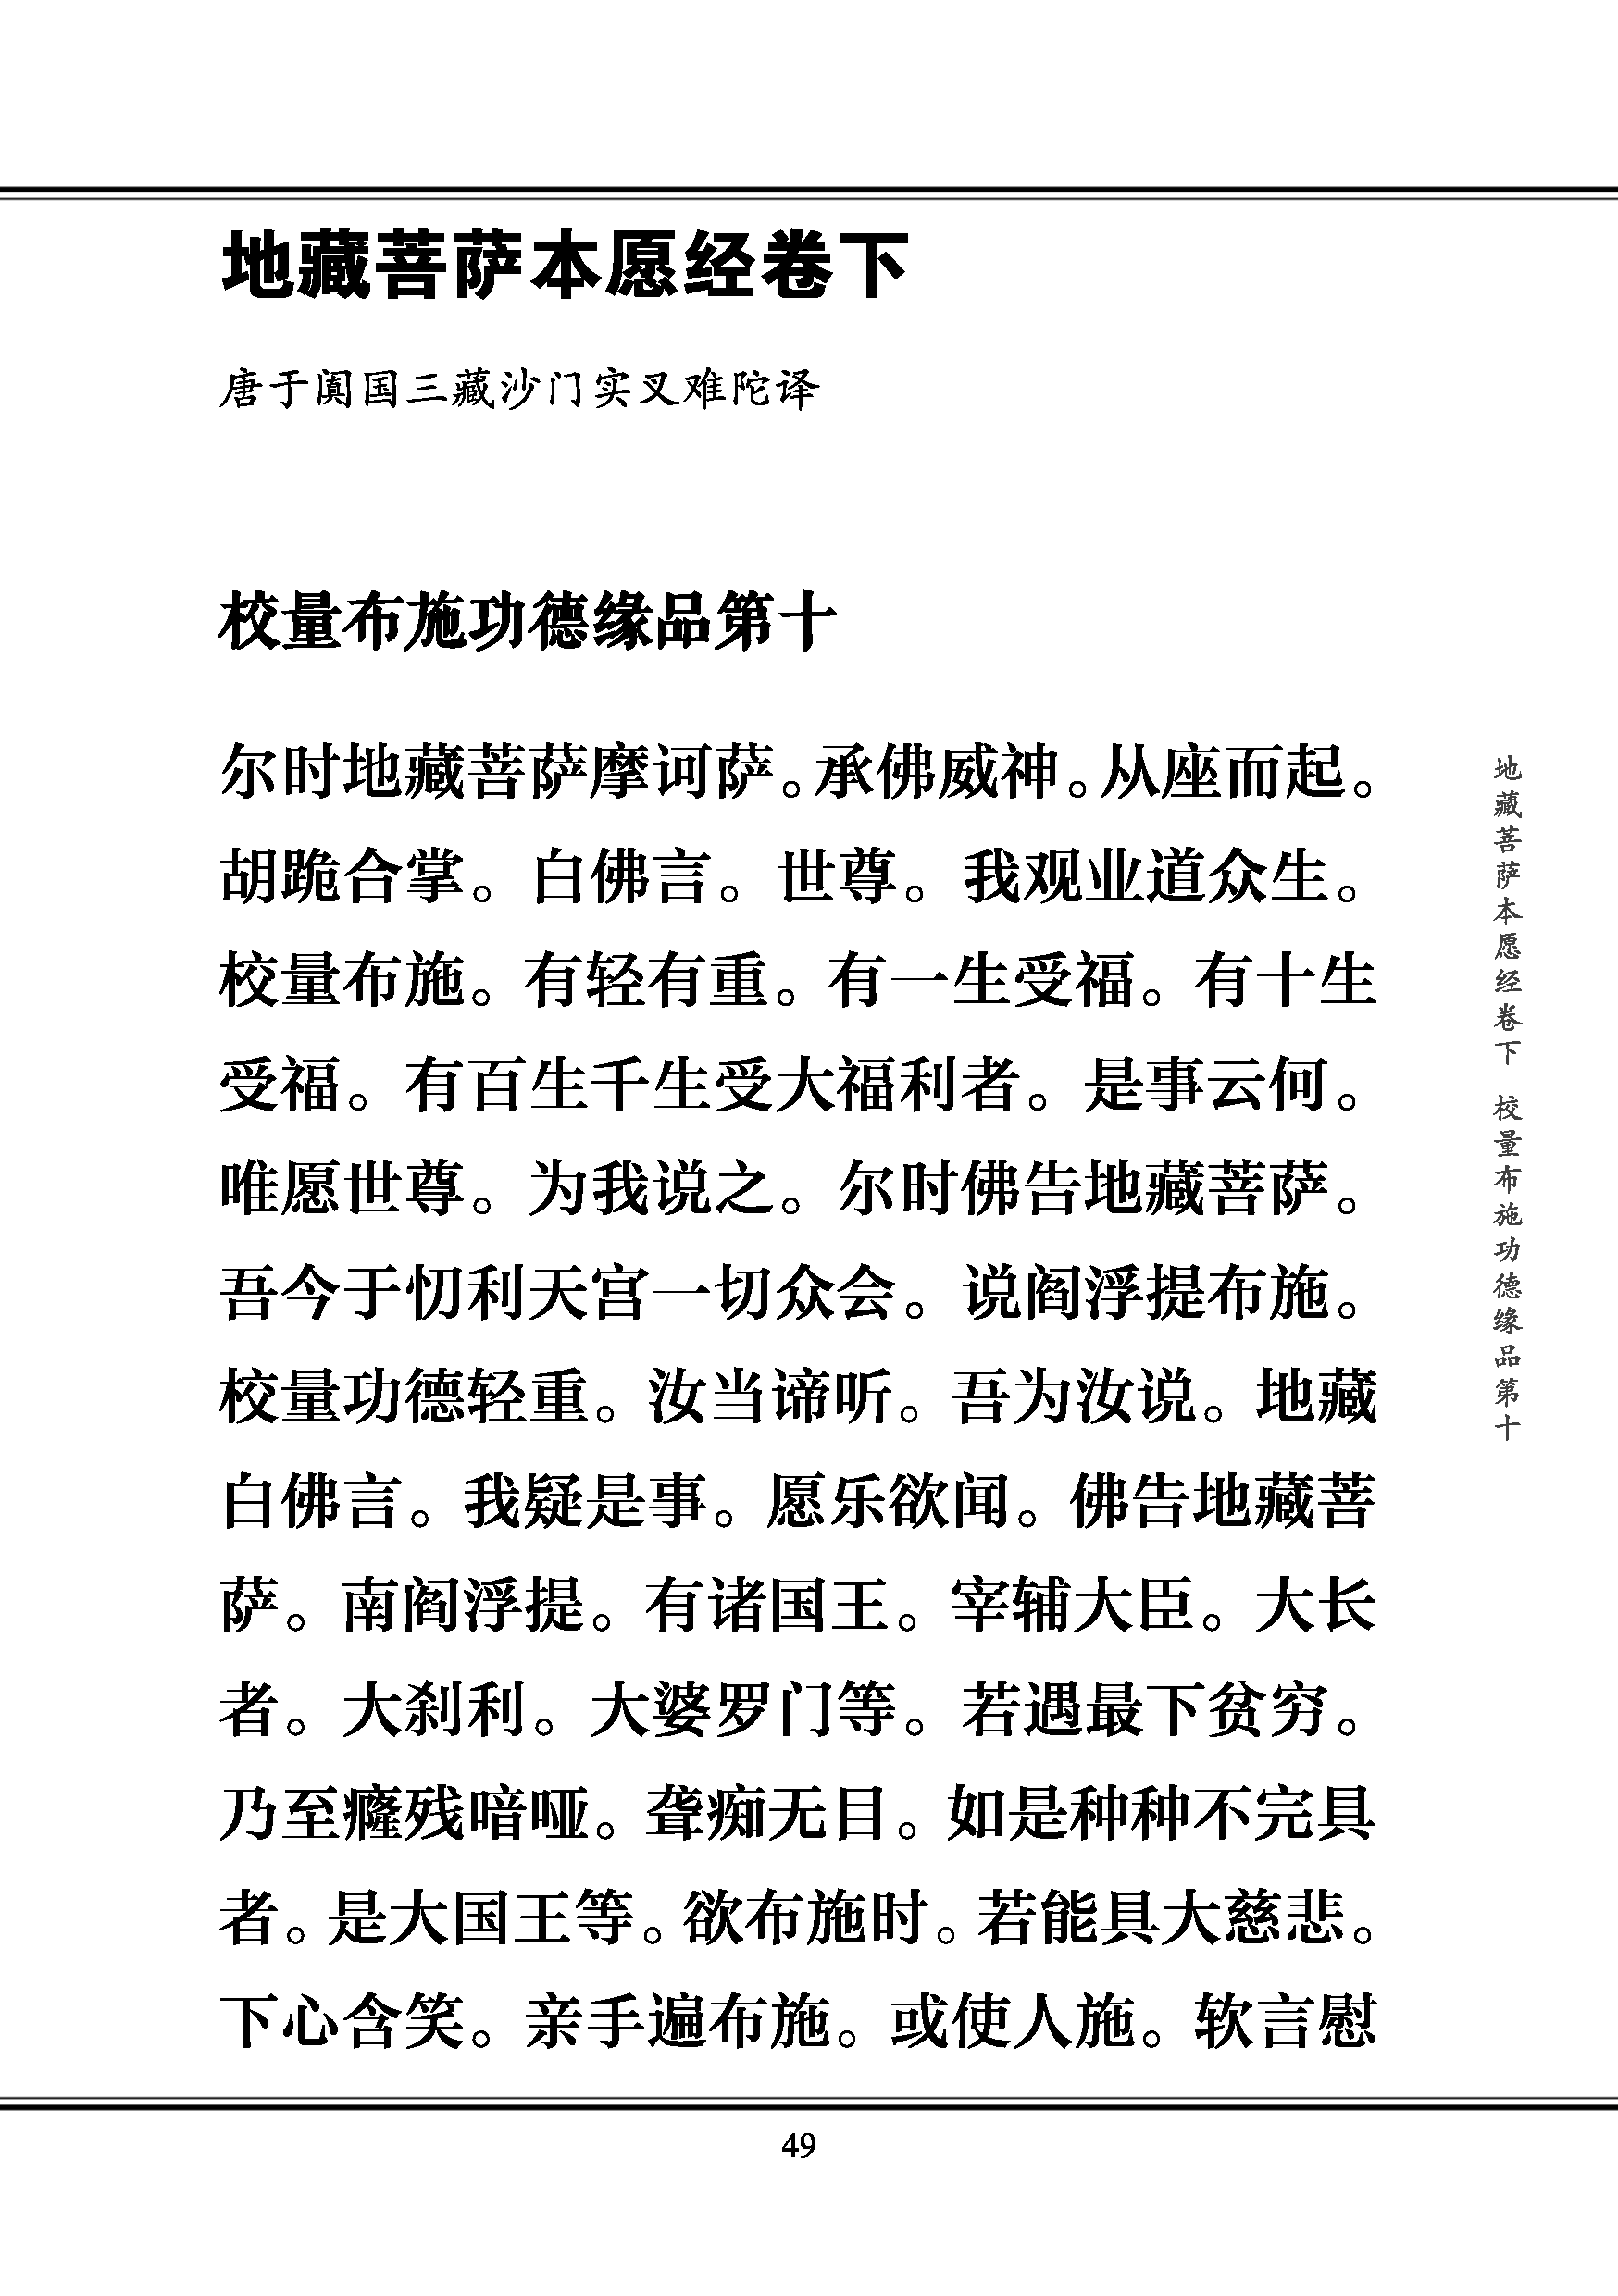 地藏菩萨本愿经卷下
唐于阗国三藏沙门实叉难陀译
校量布施功德缘品第十
尔时地藏菩萨摩诃萨。承佛威神。从座而起。
胡跪合掌。白佛言。世尊。我观业道众生。
校量布施。有轻有重。有一生受福。有十生
受福。有百生千生受大福利者。是事云何。
唯愿世尊。为我说之。尔时佛告地藏菩萨。
吾今于忉利天宫一切众会。说阎浮提布施。
校量功德轻重。汝当谛听。吾为汝说。地藏
白佛言。我疑是事。愿乐欲闻。佛告地藏菩
萨。南阎浮提。有诸国王。宰辅大臣。大长
者。大刹利。大婆罗门等。若遇最下贫穷。
乃至癃残喑哑。聋痴无目。如是种种不完具
者。是大国王等。欲布施时。若能具大慈悲。
下心含笑。亲手遍布施。或使人施。软言慰
地藏菩萨本愿经卷下 校量布施功德缘品第十
49